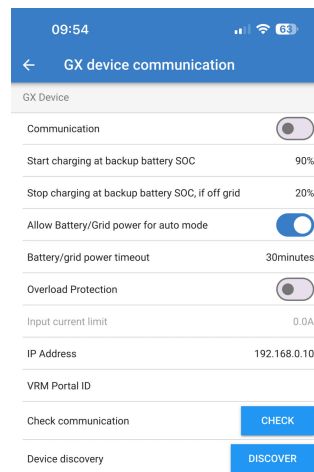 09:54
63
GX device communication
GX Device
Communication
Start charging at backup battery SOC 90%
Stop charging at backup battery SOC, if off grid 20%
Allow Battery/Grid power for auto mode
Battery/grid power timeout 30minutes
Overload Protection
Input current limit 0.0A
IP Address 192.168.0.10
VRM Portal ID
Check communication CHECK
Device discovery DISCOVER